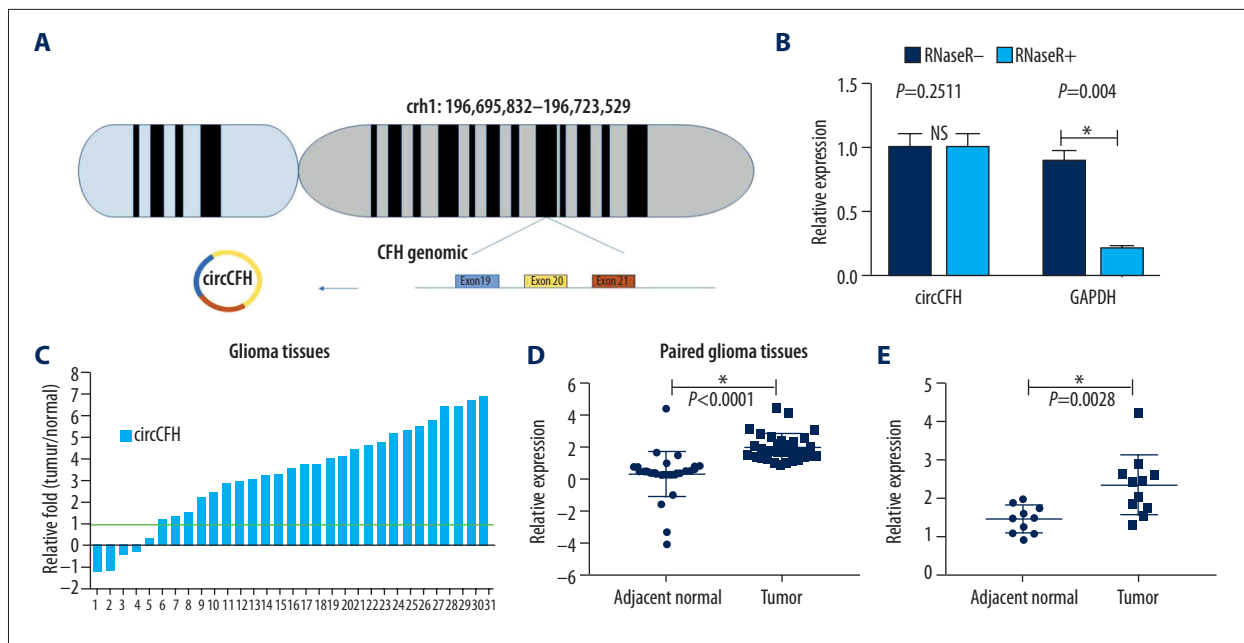 A
crh1: 196,695,832–196,723,529
CFH genomic
circCFH
Exon19
Exon 20
Exon 21
B
RNaseR–
RNaseR+
P=0.2511
P=0.004
NS
*
Relative expression
1.5
1.0
0.5
0.0
circCFH
GAPDH
C
Glioma tissues
Relative fold (tumur/normal)
circCFH
8
7
6
5
4
3
2
1
0
–1
–2
1 2 3 4 5 6 7 8 9 10 11 12 13 14 15 16 17 18 19 20 21 22 23 24 25 26 27 28 29 30 31
D
Paired glioma tissues
*
P<0.0001
Relative expression
6
4
2
0
–2
–4
–6
Adjacent normal
Tumor
E
*
P=0.0028
Relative expression
5
4
3
2
1
0
Adjacent normal
Tumor